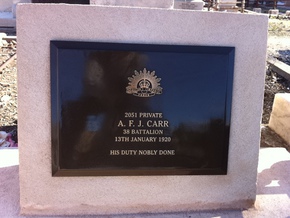 2051 PRIVATE
A. F. J. CARR
38 BATTALION
13TH JANUARY 1920
HIS DUTY NOBLY DONE